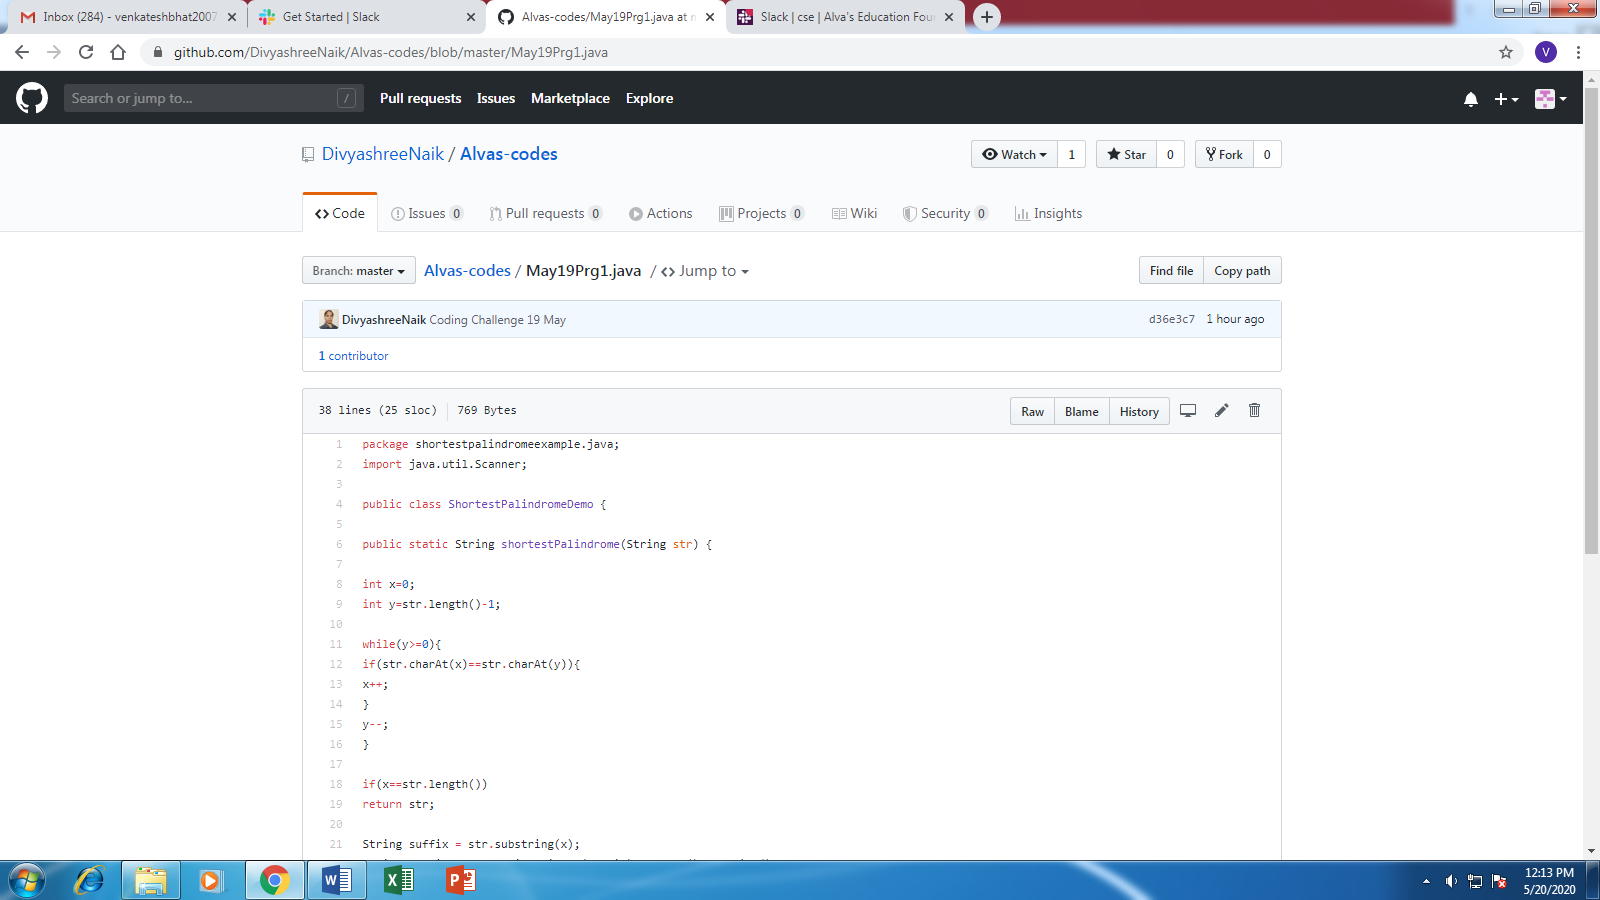 Inbox (284) - venkateshbhat2007
Get Started | Slack
Alvas-codes/May19Prg1.java at m
Slack | cse | Alva's Education Fou
github.com/DivyashreeNaik/Alvas-codes/blob/master/May19Prg1.java
V
Search or jump to... /
Pull requests Issues Marketplace Explore
DivyashreeNaik / Alvas-codes
Watch 1 Star 0 Fork 0
Code Issues 0 Pull requests 0 Actions Projects 0 Wiki Security 0 Insights
Branch: master Alvas-codes / May19Prg1.java / Jump to Find file Copy path
DivyashreeNaik Coding Challenge 19 May d36e3c7 1 hour ago
1 contributor
38 lines (25 sloc) 769 Bytes Raw Blame History
1 package shortestpalindromeexample.java;
2 import java.util.Scanner;
3
4 public class ShortestPalindromeDemo {
5
6 public static String shortestPalindrome(String str) {
7
8 int x=0;
9 int y=str.length()-1;
10
11 while(y>=0){
12 if(str.charAt(x)==str.charAt(y)){
13 x++;
14 }
15 y--;
16 }
17
18 if(x==str.length())
19 return str;
20
21 String suffix = str.substring(x);
12:13 PM
5/20/2020